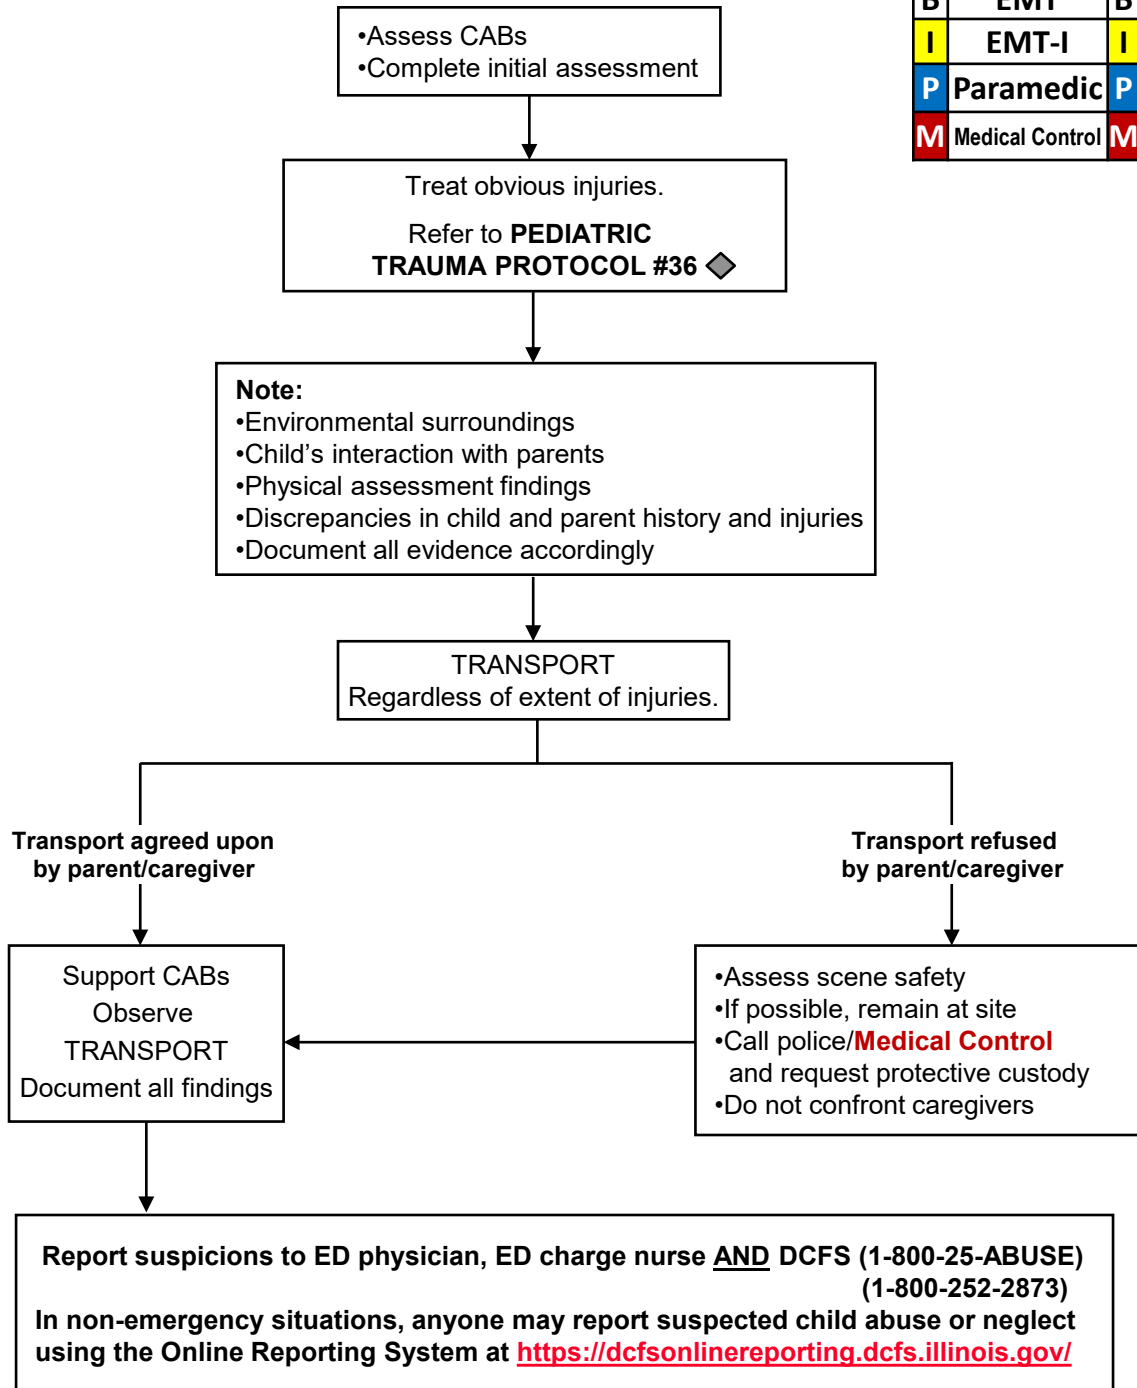 •Assess CABs
•Complete initial assessment
B EMT B
I EMT-I I
P Paramedic P
M Medical Control M
Treat obvious injuries.
Refer to PEDIATRIC
TRAUMA PROTOCOL #36
Note:
•Environmental surroundings
•Child’s interaction with parents
•Physical assessment findings
•Discrepancies in child and parent history and injuries
•Document all evidence accordingly
TRANSPORT
Regardless of extent of injuries.
Transport agreed upon
by parent/caregiver
Transport refused
by parent/caregiver
Support CABs
Observe
TRANSPORT
Document all findings
•Assess scene safety
•If possible, remain at site
•Call police/Medical Control
and request protective custody
•Do not confront caregivers
Report suspicions to ED physician, ED charge nurse AND DCFS (1-800-25-ABUSE)
(1-800-252-2873)
In non-emergency situations, anyone may report suspected child abuse or neglect
using the Online Reporting System at https://dcfsonlinereporting.dcfs.illinois.gov/